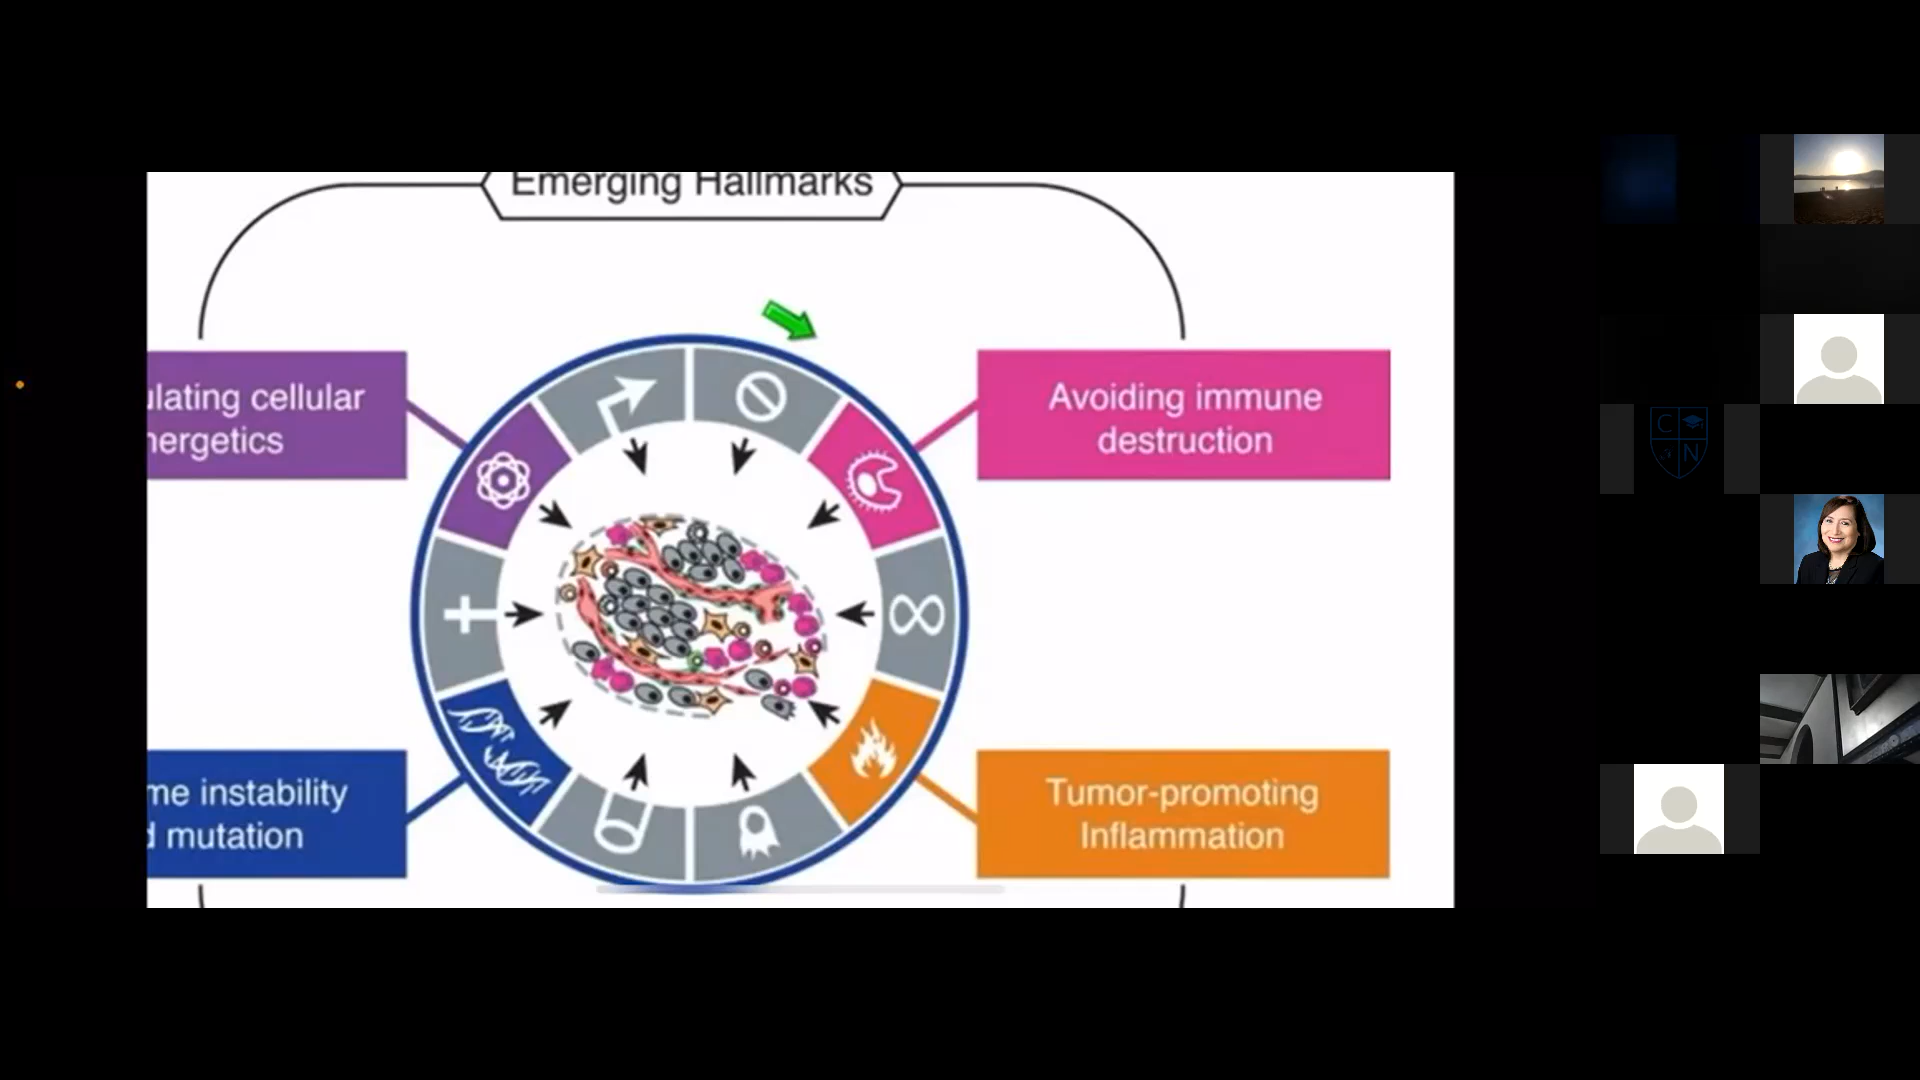 Emerging Hallmarks
ulating cellular
nergetics
Avoiding immune
destruction
me instability
d mutation
Tumor-promoting
Inflammation
C
N